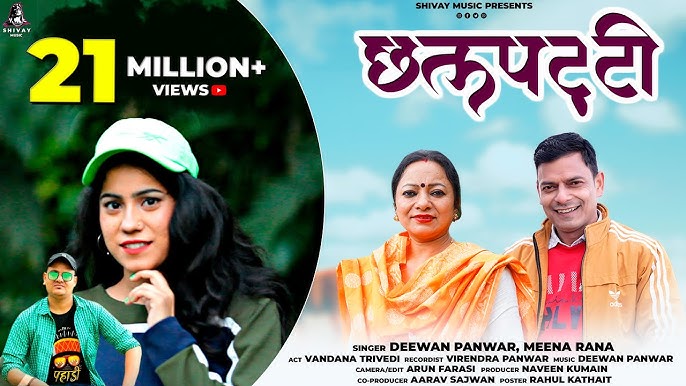 SHIVAY
MUSIC
SHIVAY MUSIC PRESENTS
21 MILLION+
VIEWS
पहाड़ी
SINGER DEEWAN PANWAR, MEENA RANA
ACT VANDANA TRIVEDI RECORDIST VIRENDRA PANWAR MUSIC DEEWAN PANWAR
CAMERA/EDIT ARUN FARASI PRODUCER NAVEEN KUMAIN
CO-PRODUCER AARAV SAJWAN POSTER RAHUL KATHAIT